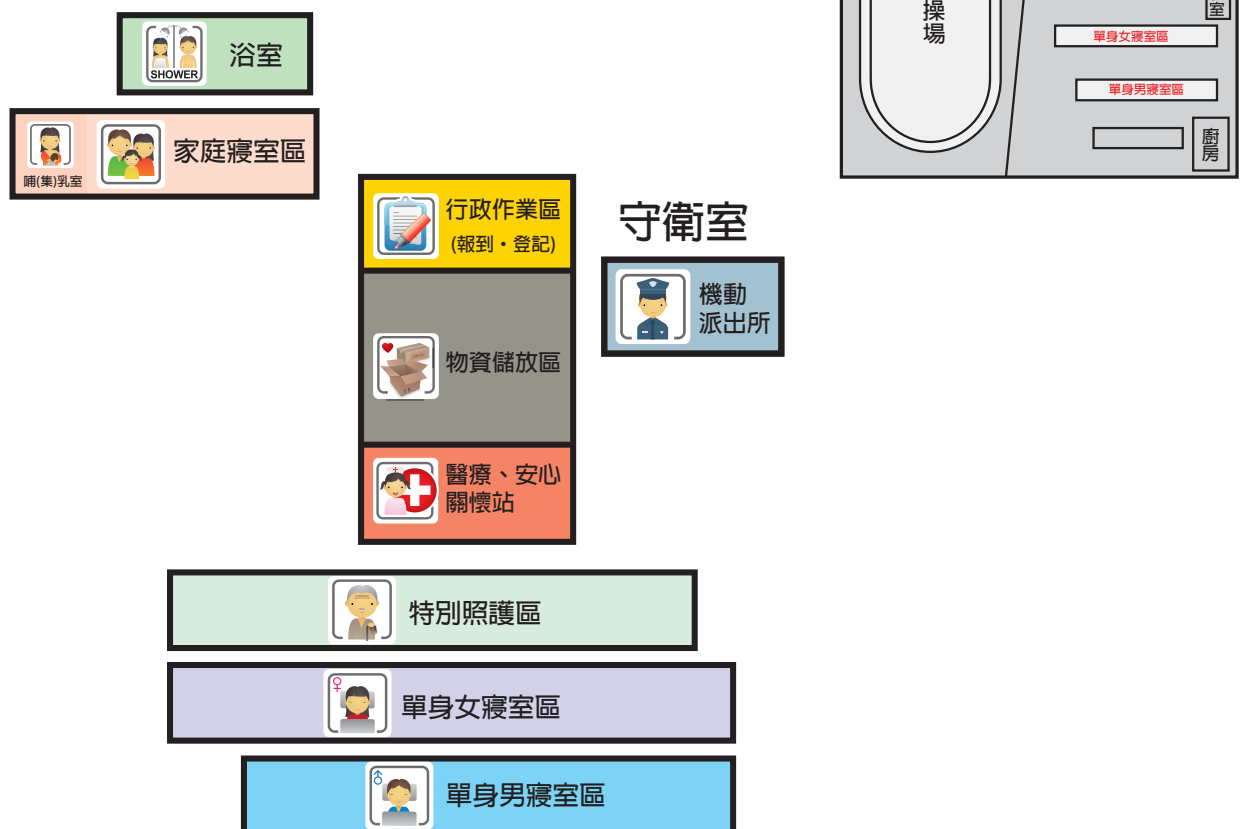 操場
室
單身女寢室區
單身男寢室區
廚房
SHOWER
浴室
哺(集)乳室
家庭寢室區
行政作業區
(報到・登記)
守衛室
機動
派出所
物資儲放區
醫療、安心
關懷站
特別照護區
單身女寢室區
單身男寢室區